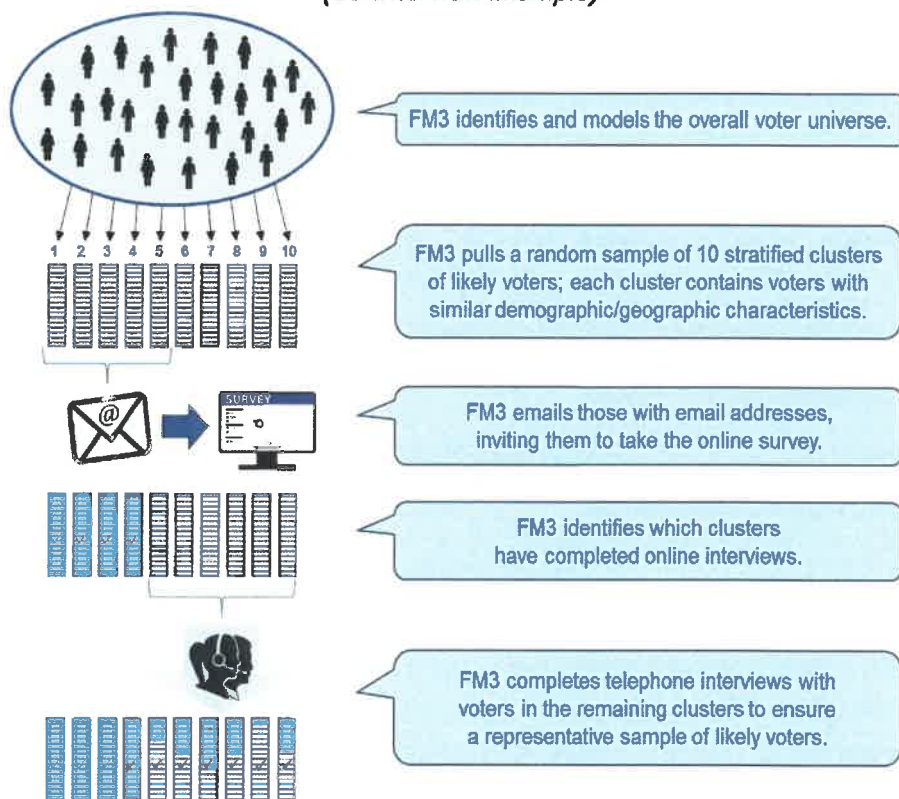 FM3 identifies and models the overall voter universe.
1 2 3 4 5 6 7 8 9 10
FM3 pulls a random sample of 10 stratified clusters
of likely voters; each cluster contains voters with
similar demographic/geographic characteristics.
@
SURVEY
FM3 emails those with email addresses,
inviting them to take the online survey.
FM3 identifies which clusters
have completed online interviews.
FM3 completes telephone interviews with
voters in the remaining clusters to ensure
a representative sample of likely voters.